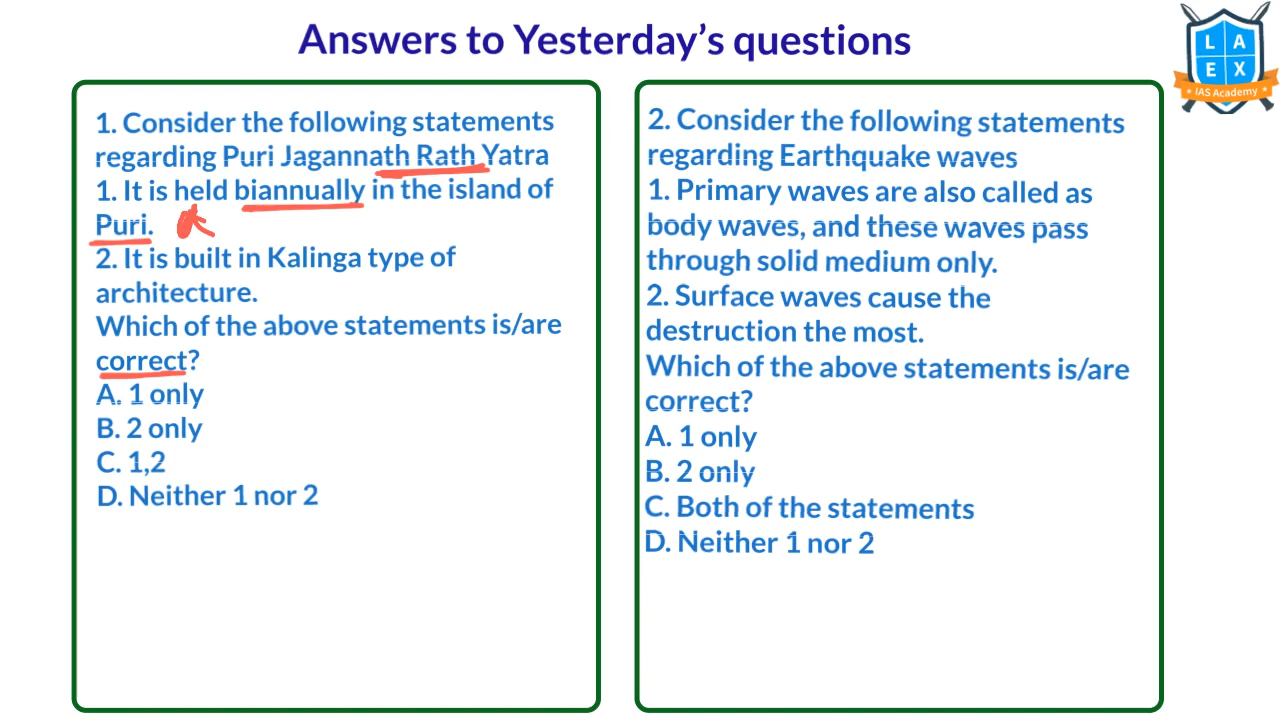 Answers to Yesterday's questions
L A
E X
IAS Academy
1. Consider the following statements
regarding Puri Jagannath Rath Yatra
1. It is held biannually in the island of
Puri.
2. It is built in Kalinga type of
architecture.
Which of the above statements is/are
correct?
A. 1 only
B. 2 only
C. 1,2
D. Neither 1 nor 2
2. Consider the following statements
regarding Earthquake waves
1. Primary waves are also called as
body waves, and these waves pass
through solid medium only.
2. Surface waves cause the
destruction the most.
Which of the above statements is/are
correct?
A. 1 only
B. 2 only
C. Both of the statements
D. Neither 1 nor 2